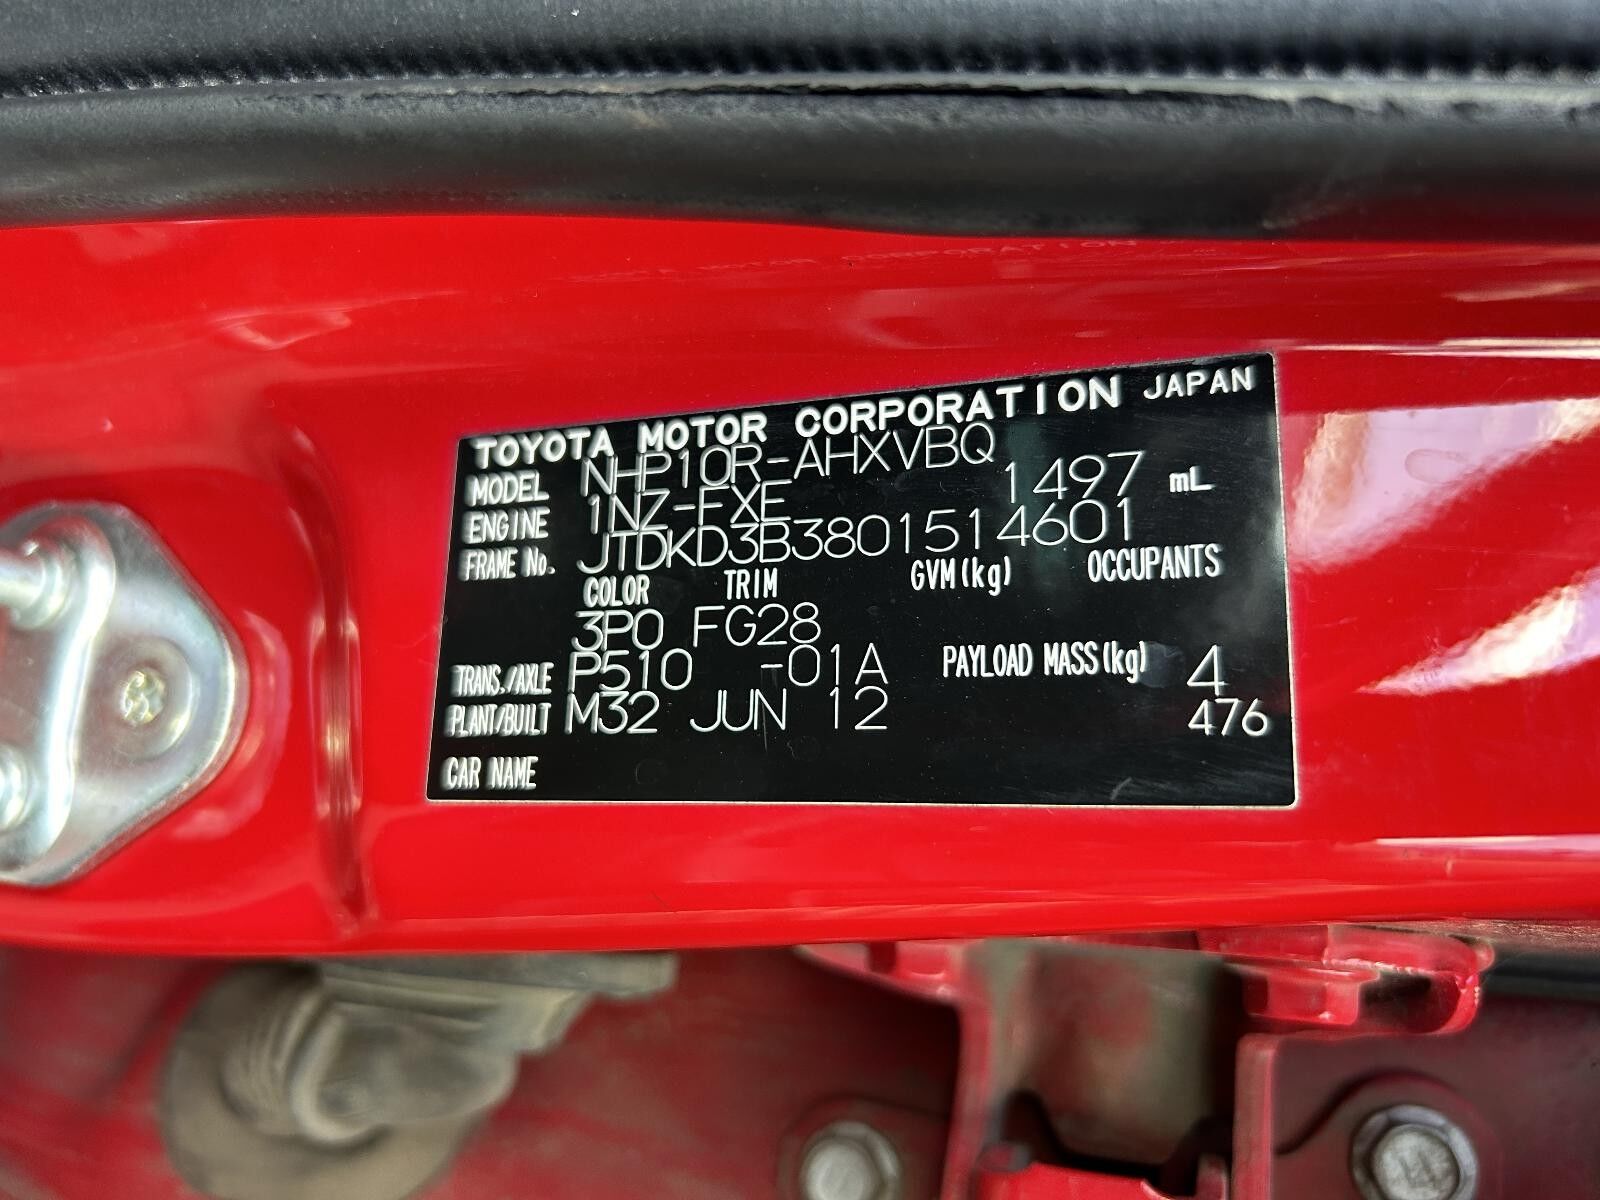 TOYOTA MOTOR CORPORATION JAPAN
MODEL NHP10R-AHXVBQ
ENGINE 1NZ-FXE 1497 mL
FRAME No. JTDKD3B3801514601
COLOR TRIM GVM(kg) OCCUPANTS
3P0 FG28
TRANS./AXLE P510 -01A PAYLOAD MASS(kg) 4
PLANT/BUILT M32 JUN 12 476
CAR NAME